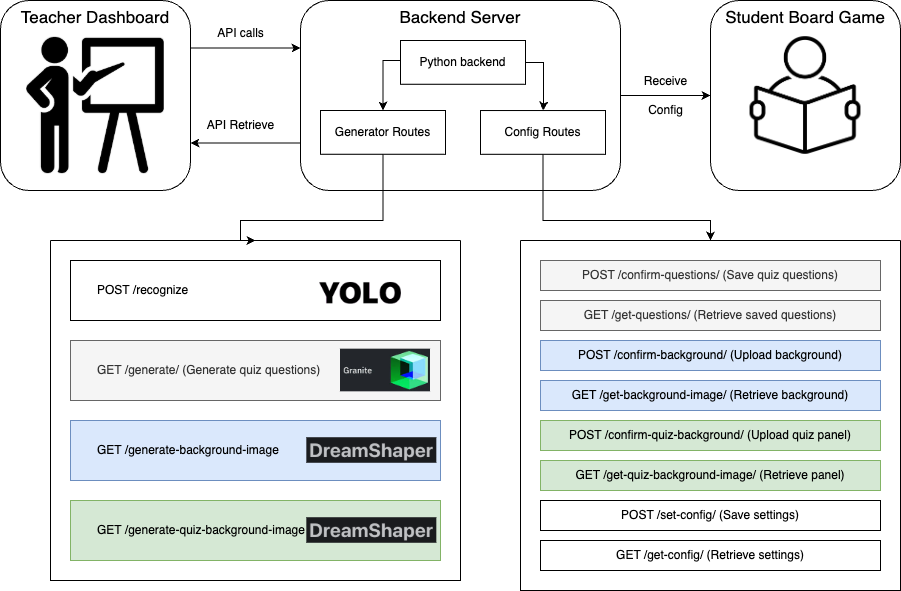 Teacher Dashboard
Backend Server
Student Board Game
API calls
API Retrieve
Python backend
Generator Routes
Config Routes
Receive
Config
POST /recognize
YOLO
GET /generate/ (Generate quiz questions)
Granite
GET /generate-background-image
DreamShaper
GET /generate-quiz-background-image
DreamShaper
POST /confirm-questions/ (Save quiz questions)
GET /get-questions/ (Retrieve saved questions)
POST /confirm-background/ (Upload background)
GET /get-background-image/ (Retrieve background)
POST /confirm-quiz-background/ (Upload quiz panel)
GET /get-quiz-background-image/ (Retrieve panel)
POST /set-config/ (Save settings)
GET /get-config/ (Retrieve settings)